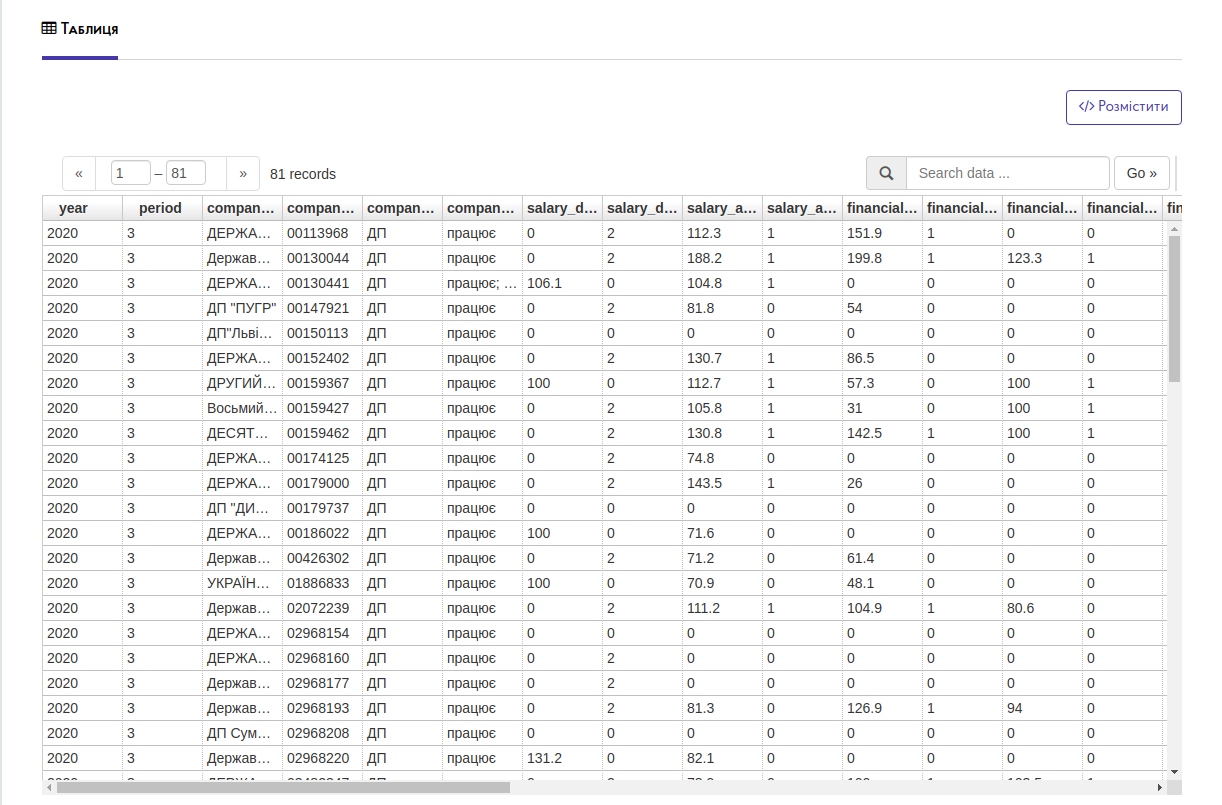 Таблиця
</> Розмістити
« 1 – 81 » 81 records Search data ... Go »
year period compan... compan... compan... compan... salary_d... salary_d... salary_a... salary_a... financial... financial... financial... financial... fin
2020 3 ДЕРЖА... 00113968 ДП працює 0 2 112.3 1 151.9 1 0 0
2020 3 Держав... 00130044 ДП працює 0 2 188.2 1 199.8 1 123.3 1
2020 3 ДЕРЖА... 00130441 ДП працює; ... 106.1 0 104.8 1 0 0 0 0
2020 3 ДП "ПУГР" 00147921 ДП працює 0 2 81.8 0 54 0 0 0
2020 3 ДП"Льві... 00150113 ДП працює 0 0 0 0 0 0 0 0
2020 3 ДЕРЖА... 00152402 ДП працює 0 2 130.7 1 86.5 0 0 0
2020 3 ДРУГИЙ... 00159367 ДП працює 100 0 112.7 1 57.3 0 100 1
2020 3 Восьмий... 00159427 ДП працює 0 2 105.8 1 31 0 100 1
2020 3 ДЕСЯТ... 00159462 ДП працює 0 2 130.8 1 142.5 1 100 1
2020 3 ДЕРЖА... 00174125 ДП працює 0 2 74.8 0 0 0 0 0
2020 3 ДЕРЖА... 00179000 ДП працює 0 2 143.5 1 26 0 0 0
2020 3 ДП "ДИ... 00179737 ДП працює 0 0 0 0 0 0 0 0
2020 3 ДЕРЖА... 00186022 ДП працює 100 0 71.6 0 0 0 0 0
2020 3 Держав... 00426302 ДП працює 0 2 71.2 0 61.4 0 0 0
2020 3 УКРАЇН... 01886833 ДП працює 100 0 70.9 0 48.1 0 0 0
2020 3 Держав... 02072239 ДП працює 0 2 111.2 1 104.9 1 80.6 0
2020 3 ДЕРЖА... 02968154 ДП працює 0 0 0 0 0 0 0 0
2020 3 ДЕРЖА... 02968160 ДП працює 0 2 0 0 0 0 0 0
2020 3 Держав... 02968177 ДП працює 0 2 0 0 0 0 0 0
2020 3 Держав... 02968193 ДП працює 0 2 81.3 0 126.9 1 94 0
2020 3 ДП Сум... 02968208 ДП працює 0 0 0 0 0 0 0 0
2020 3 Держав... 02968220 ДП працює 131.2 0 82.1 0 0 0 0 0